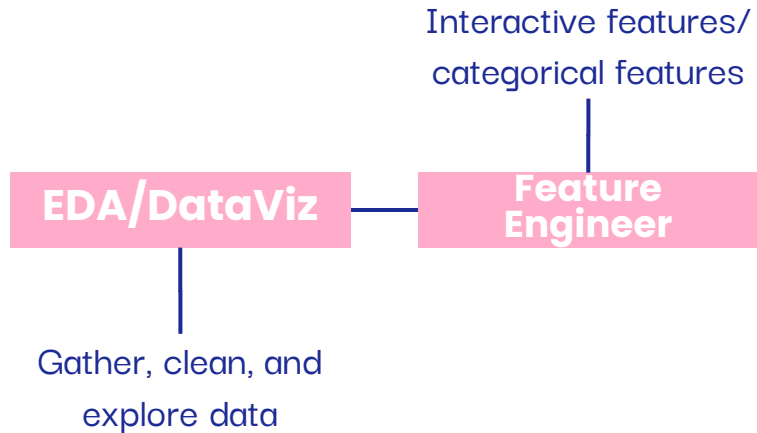 Interactive features/
categorical features
EDA/DataViz
Feature
Engineer
Gather, clean, and
explore data